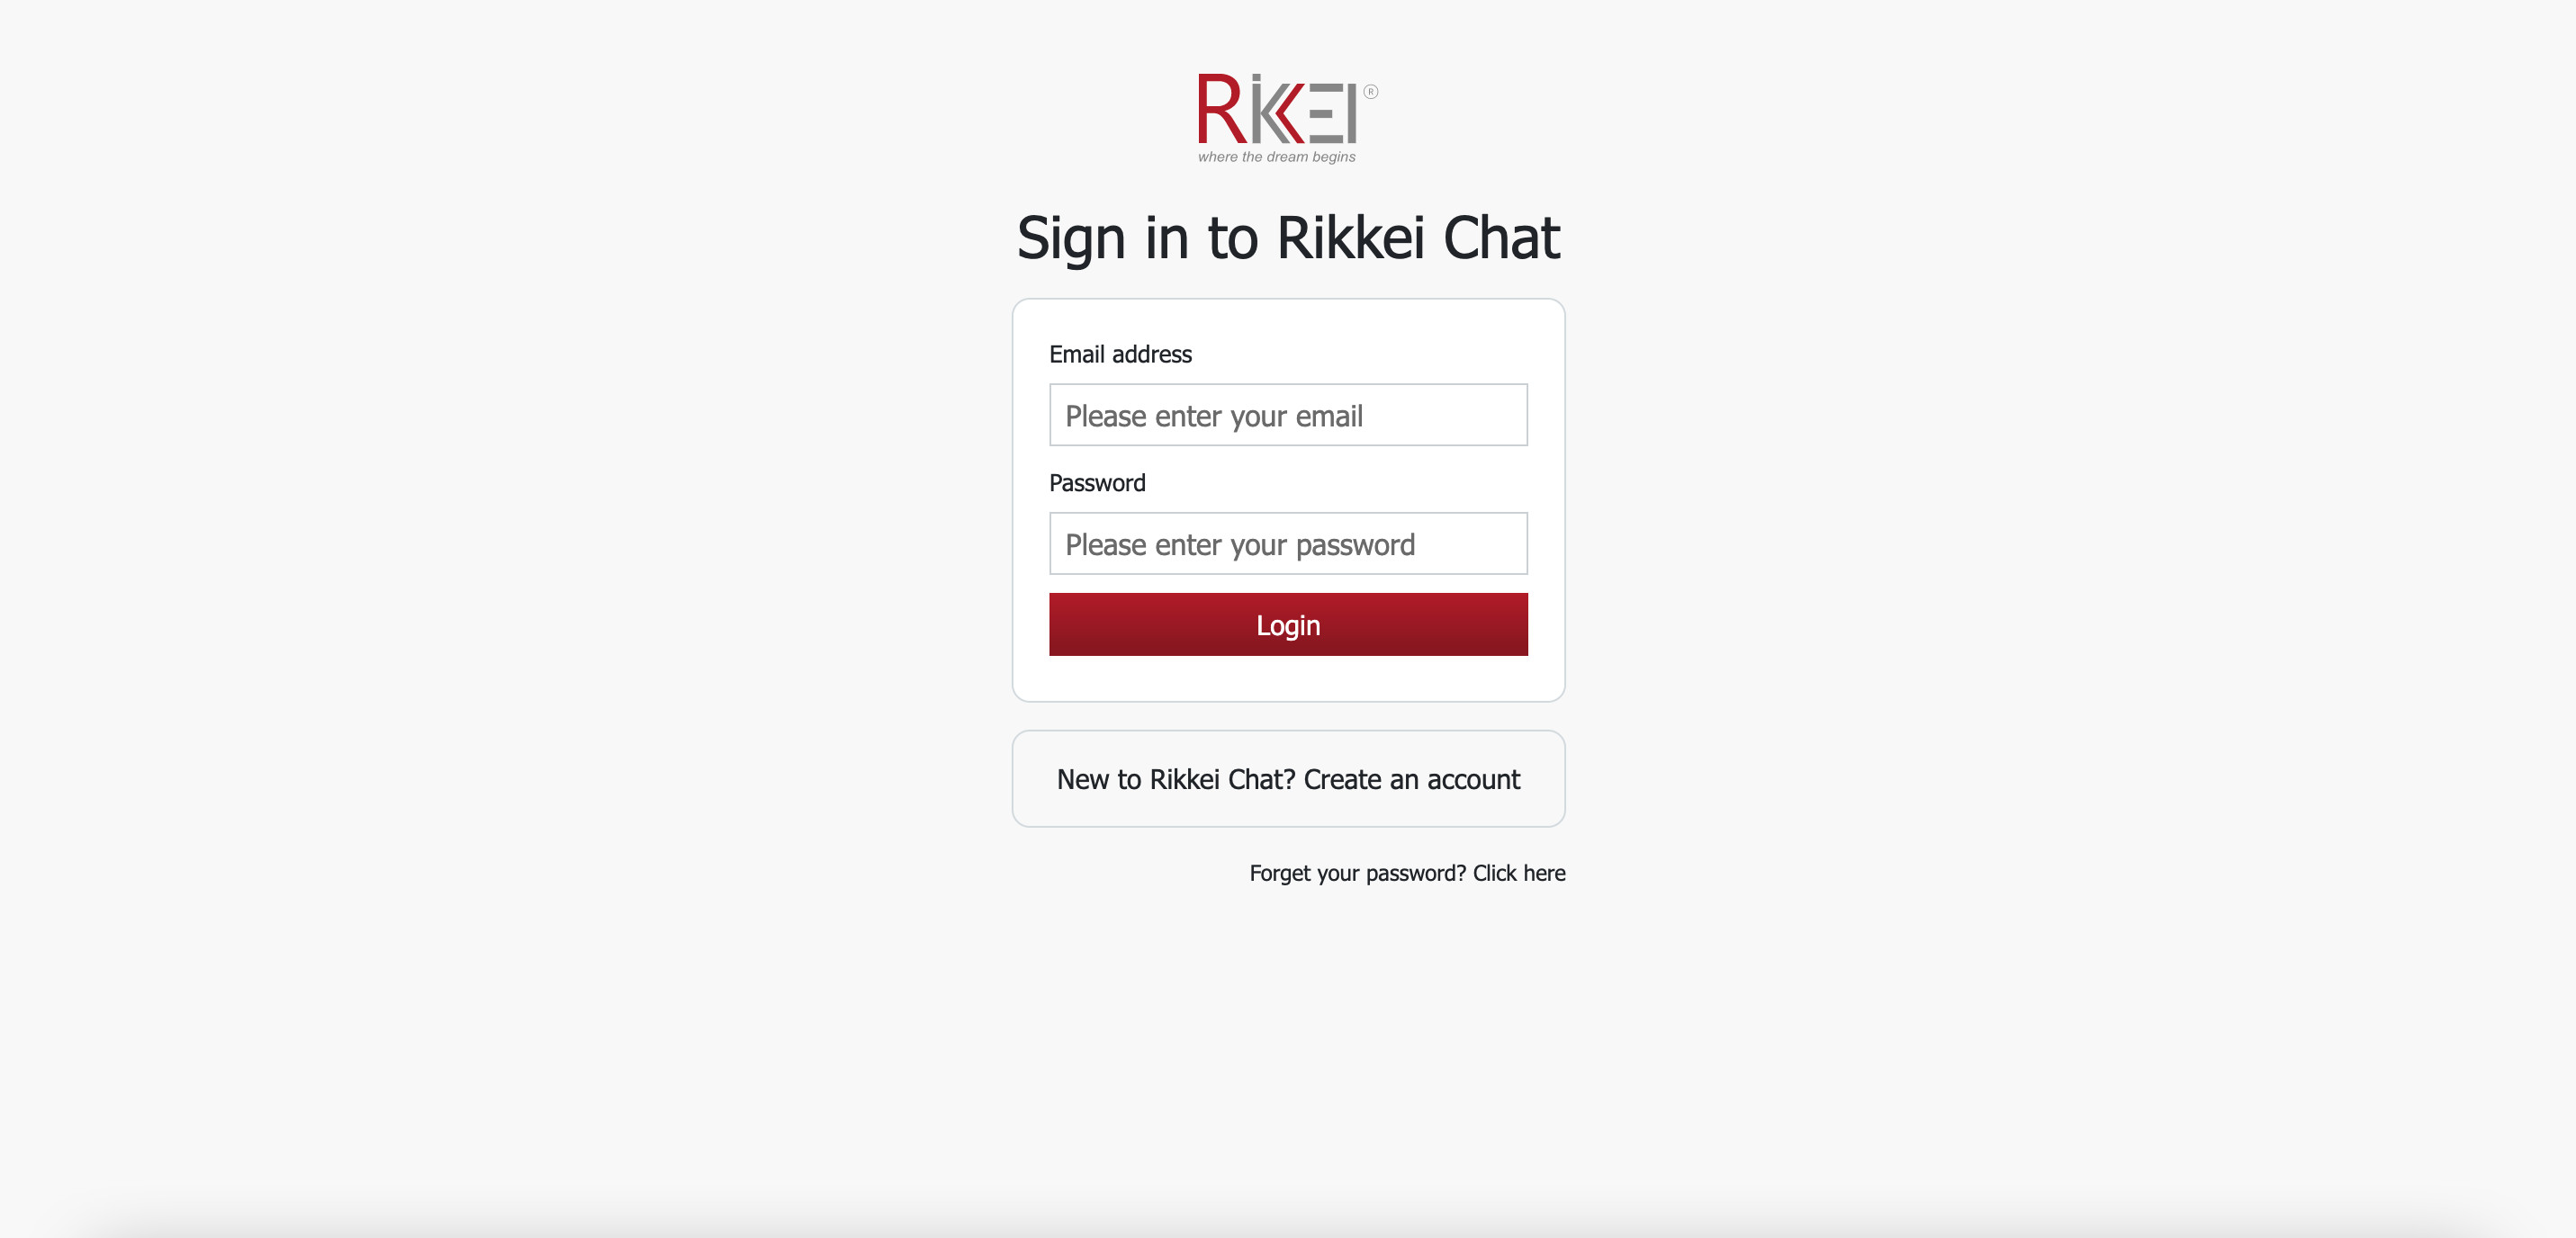 RiKKEI ®
where the dream begins
Sign in to Rikkei Chat
Email address
Please enter your email
Password
Please enter your password
Login
New to Rikkei Chat? Create an account
Forget your password? Click here